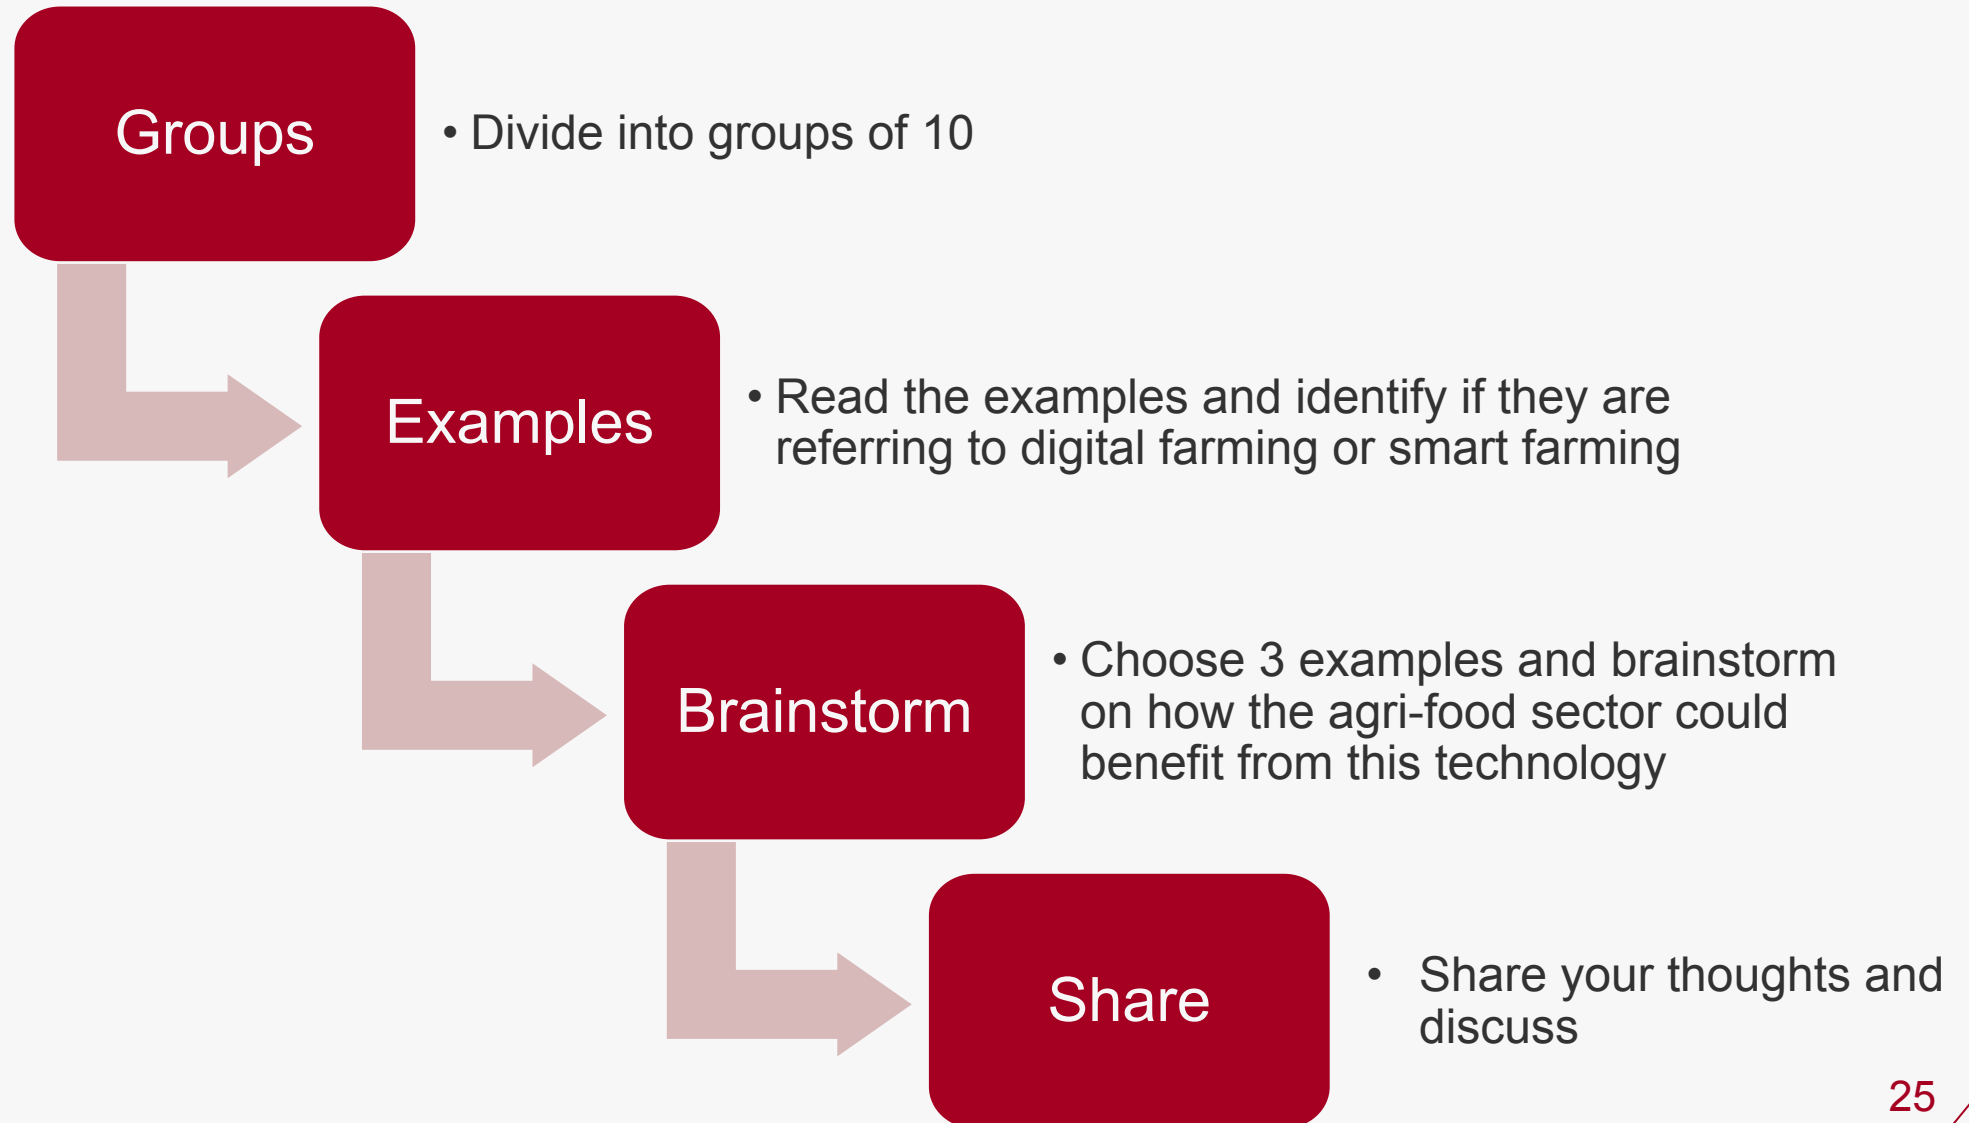 Groups
• Divide into groups of 10
Examples
• Read the examples and identify if they are
referring to digital farming or smart farming
Brainstorm
• Choose 3 examples and brainstorm
on how the agri-food sector could
benefit from this technology
Share
• Share your thoughts and
discuss
25